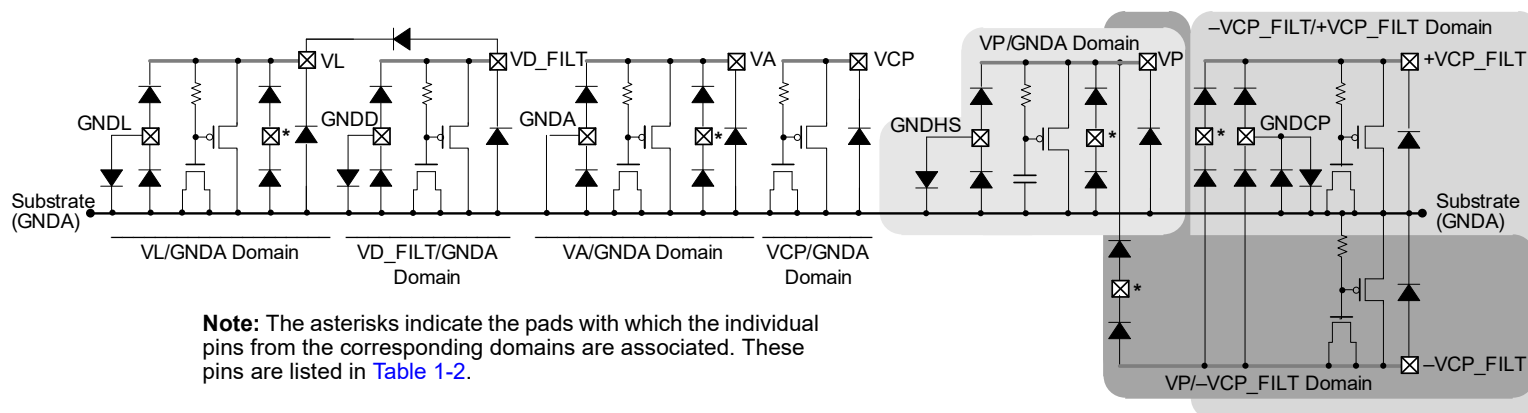 –VCP_FILT/+VCP_FILT Domain
VP/GNDA Domain
VL
VD_FILT
VA
VCP
VP
+VCP_FILT
GNDL
GNDD
GNDA
GNDHS
GNDCP
*
*
*
*
Substrate
(GNDA)
Substrate
(GNDA)
VL/GNDA Domain
VD_FILT/GNDA
Domain
VA/GNDA Domain
VCP/GNDA
Domain
*
Note: The asterisks indicate the pads with which the individual
pins from the corresponding domains are associated. These
pins are listed in Table 1-2.
–VCP_FILT
VP/–VCP_FILT Domain